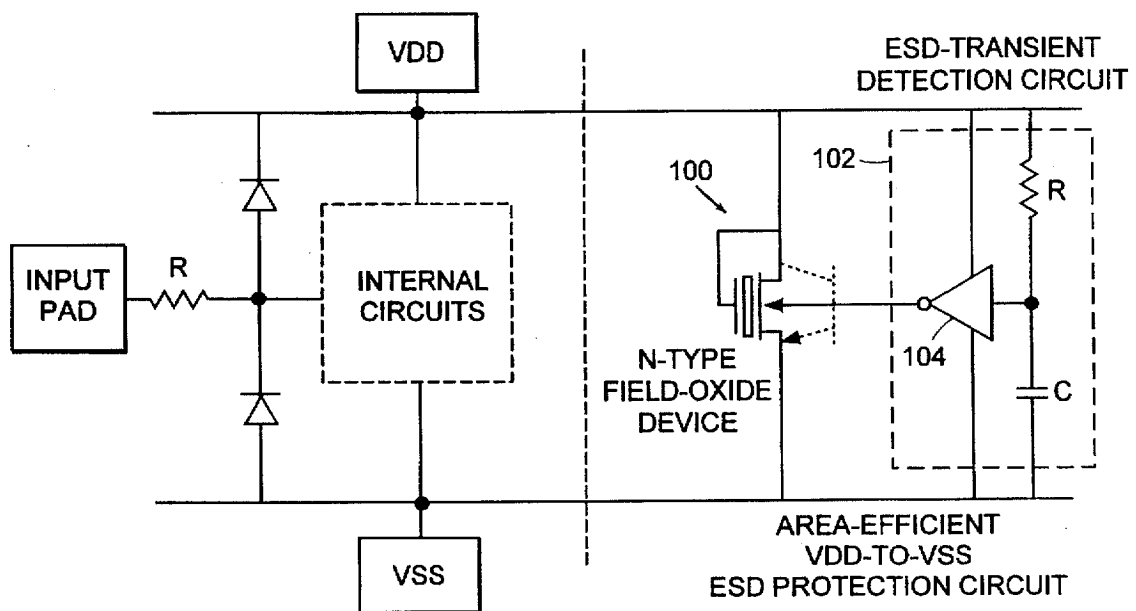 VDD
ESD-TRANSIENT
DETECTION CIRCUIT
102
100
R
INPUT
PAD
R
INTERNAL
CIRCUITS
104
N-TYPE
FIELD-OXIDE
DEVICE
C
VSS
AREA-EFFICIENT
VDD-TO-VSS
ESD PROTECTION CIRCUIT